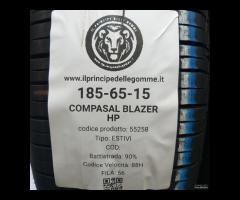 www.ilprincipedellegomme.it
185-65-15
COMPASAL BLAZER
HP
codice prodotto: 55258
Tipo: ESTIVI
COD:
Battistrada: 90%
Codice Velocità: 88H
FILA: 56